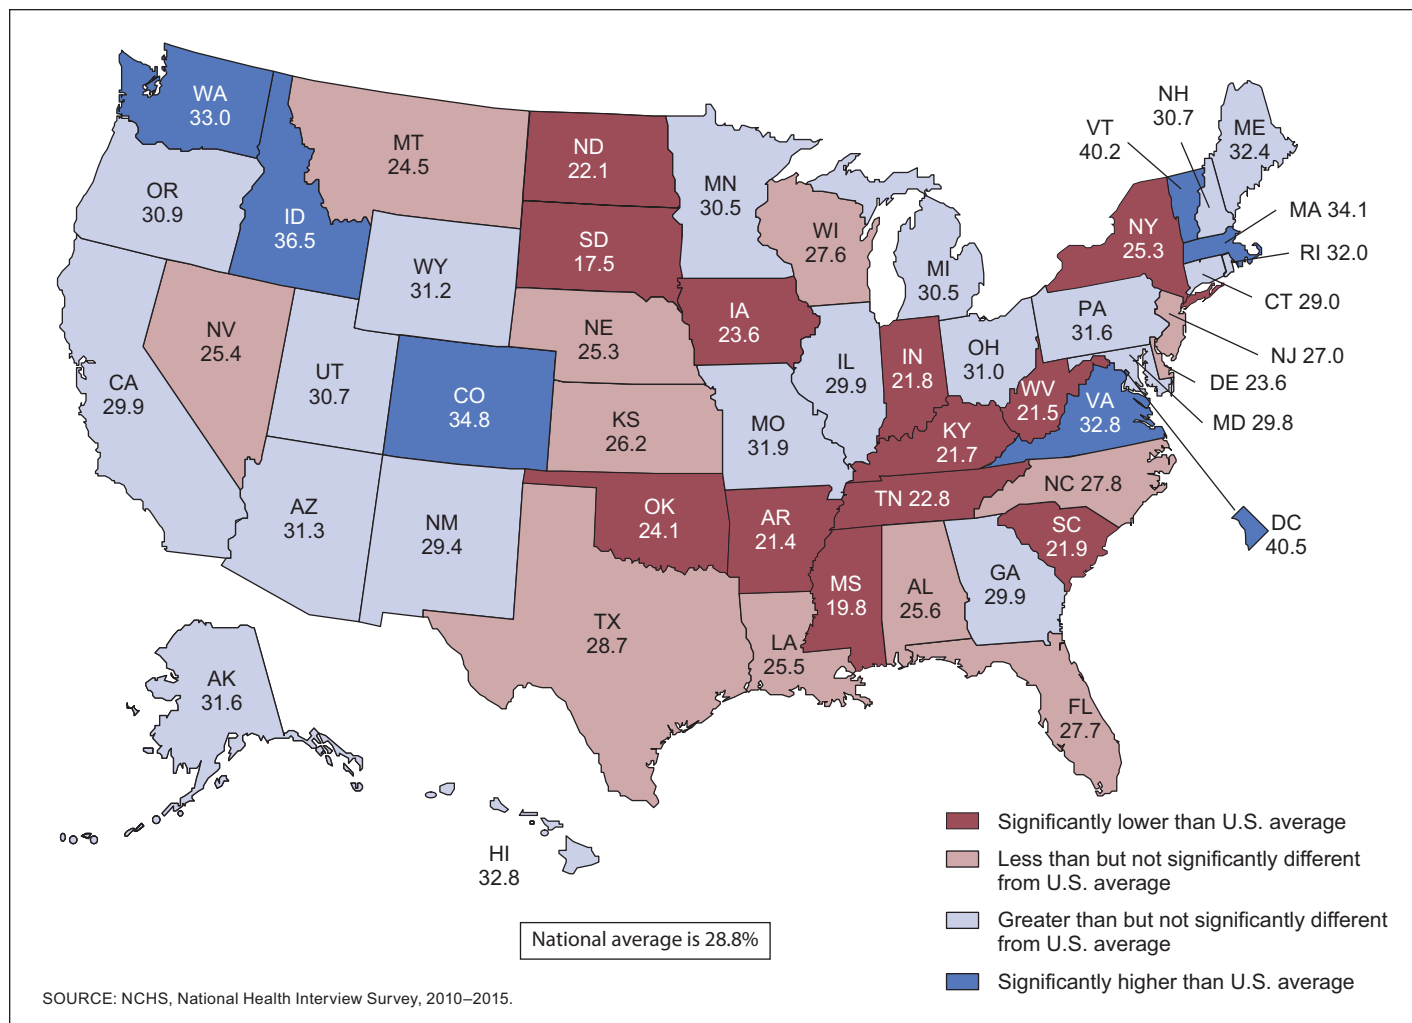 WA
33.0
MT
24.5
ND
22.1
MN
30.5
NH
30.7
VT
40.2
ME
32.4
OR
30.9
ID
36.5
SD
17.5
WI
27.6
MI
30.5
NY
25.3
MA 34.1
RI 32.0
CT 29.0
WY
31.2
NV
25.4
NE
25.3
IA
23.6
IL
29.9
IN
21.8
OH
31.0
PA
31.6
NJ 27.0
DE 23.6
MD 29.8
CA
29.9
UT
30.7
CO
34.8
KS
26.2
MO
31.9
KY
21.7
WV
21.5
VA
32.8
AZ
31.3
NM
29.4
OK
24.1
AR
21.4
TN 22.8
NC 27.8
SC
21.9
DC
40.5
TX
28.7
LA
25.5
MS
19.8
AL
25.6
GA
29.9
FL
27.7
AK
31.6
HI
32.8
Significantly lower than U.S. average
Less than but not significantly different
from U.S. average
Greater than but not significantly different
from U.S. average
Significantly higher than U.S. average
National average is 28.8%
SOURCE: NCHS, National Health Interview Survey, 2010–2015.